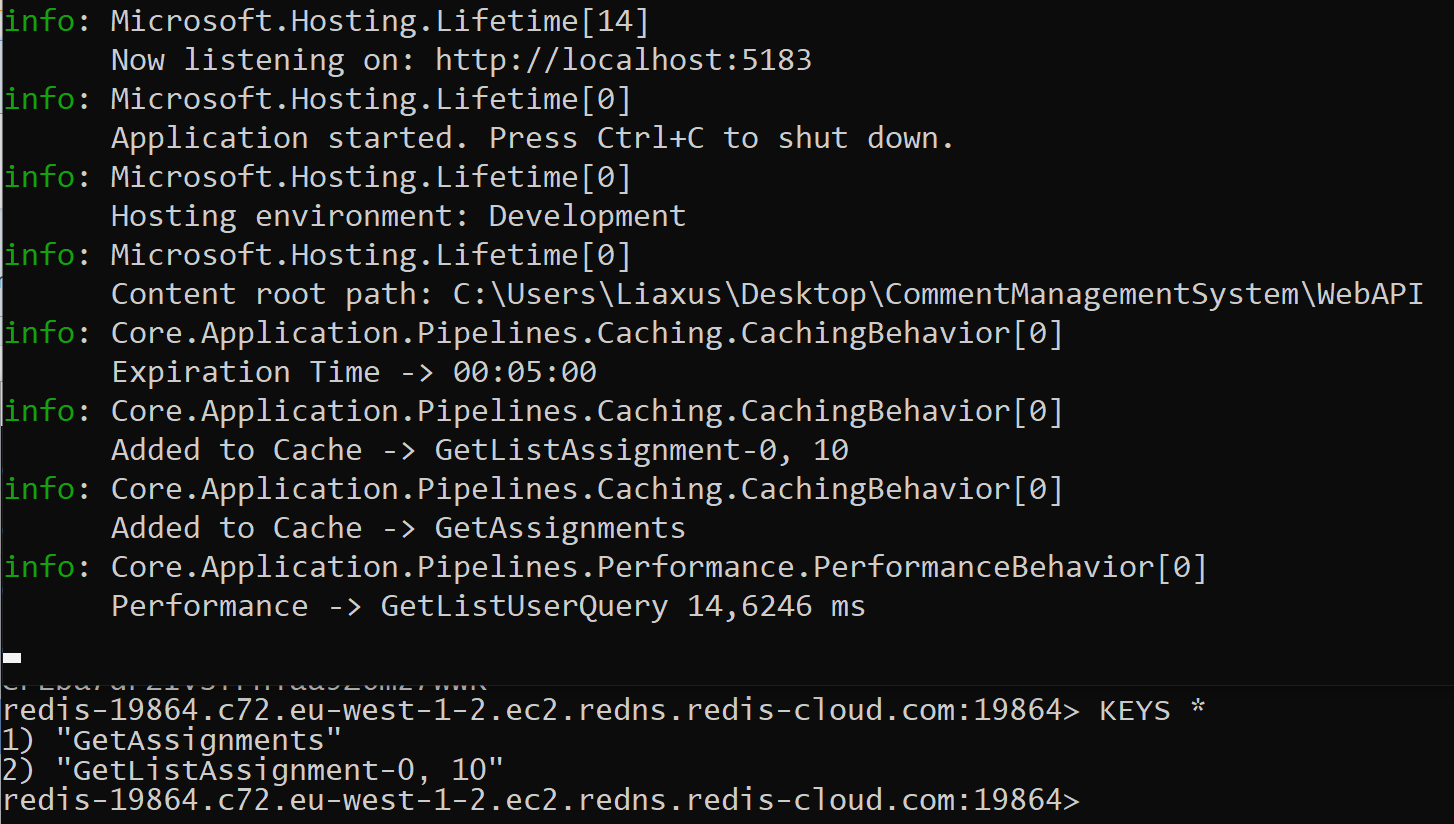 info: Microsoft.Hosting.Lifetime[14]
      Now listening on: http://localhost:5183
info: Microsoft.Hosting.Lifetime[0]
      Application started. Press Ctrl+C to shut down.
info: Microsoft.Hosting.Lifetime[0]
      Hosting environment: Development
info: Microsoft.Hosting.Lifetime[0]
      Content root path: C:\Users\Liaxus\Desktop\CommentManagementSystem\WebAPI
info: Core.Application.Pipelines.Caching.CachingBehavior[0]
      Expiration Time -> 00:05:00
info: Core.Application.Pipelines.Caching.CachingBehavior[0]
      Added to Cache -> GetListAssignment-0, 10
info: Core.Application.Pipelines.Caching.CachingBehavior[0]
      Added to Cache -> GetAssignments
info: Core.Application.Pipelines.Performance.PerformanceBehavior[0]
      Performance -> GetListUserQuery 14,6246 ms
redis-19864.c72.eu-west-1-2.ec2.redns.redis-cloud.com:19864> KEYS *
1) "GetAssignments"
2) "GetListAssignment-0, 10"
redis-19864.c72.eu-west-1-2.ec2.redns.redis-cloud.com:19864>